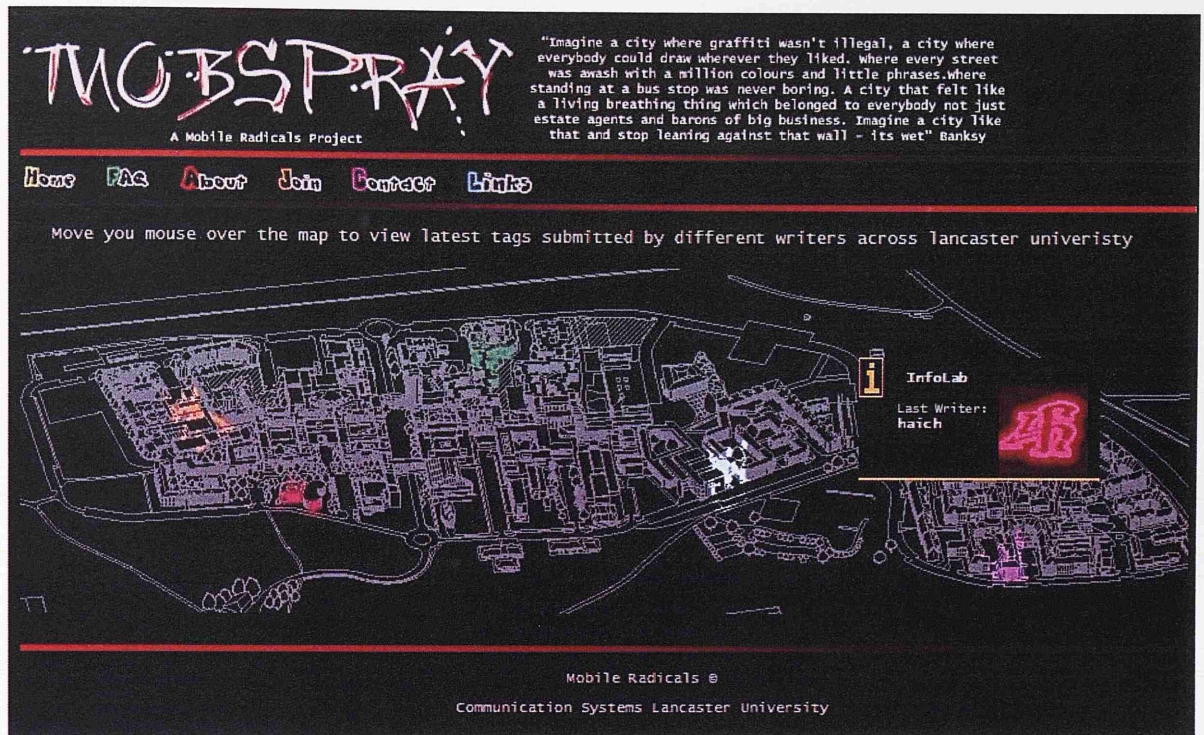 MOBSPRAY
A Mobile Radicals Project
"Imagine a city where graffiti wasn't illegal, a city where
everybody could draw wherever they liked. Where every street
was awash with a million colours and little phrases.Where
standing at a bus stop was never boring. A city that felt like
a living breathing thing which belonged to everybody not just
estate agents and barons of big business. Imagine a city like
that and stop leaning against that wall - its wet" Banksy
Home FAQ About Join Contact Links
Move you mouse over the map to view latest tags submitted by different writers across lancaster univeristy
i InfoLab
Last Writer:
haich
Mobile Radicals ©
Communication Systems Lancaster University